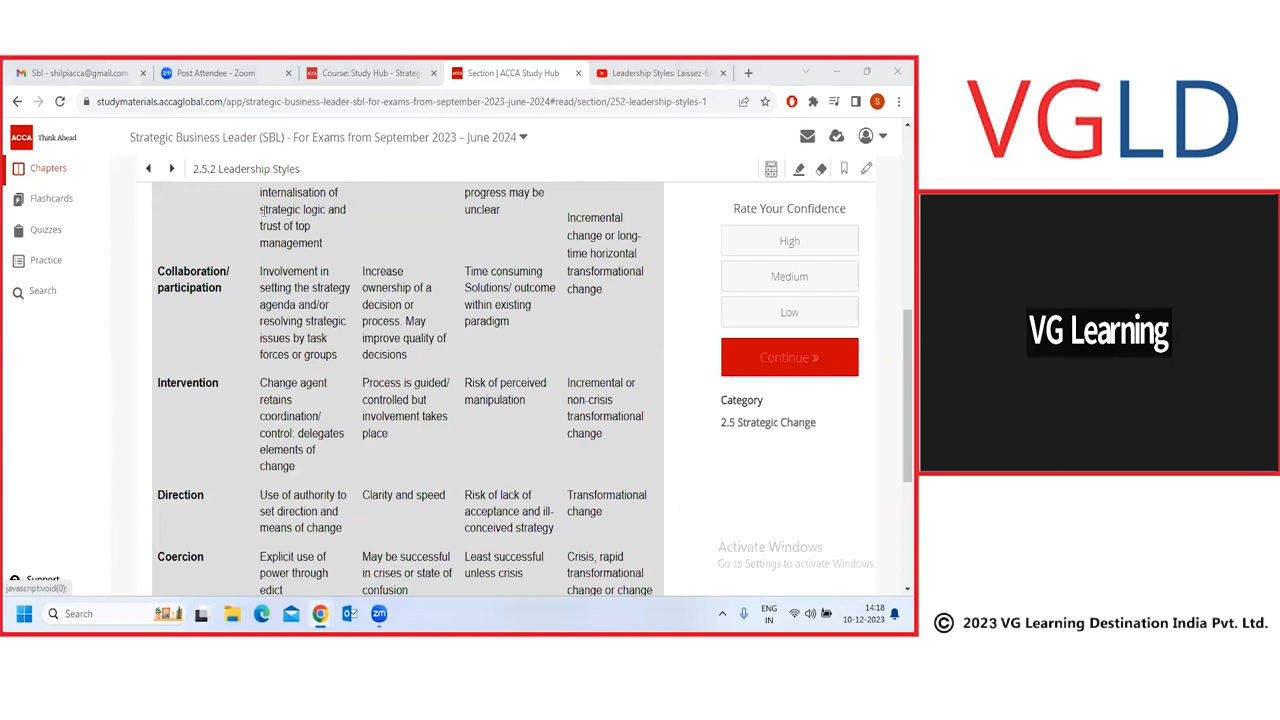 Sbl - shilpiacca@gmail.com
Post Attendee - Zoom
Course: Study Hub - Strateg
Section | ACCA Study Hub
Leadership Styles: Laissez-f
studymaterials.accaglobal.com/app/strategic-business-leader-sbl-for-exams-from-september-2023-june-2024#read/section/252-leadership-styles-1
S
ACCA Think Ahead
Strategic Business Leader (SBL) - For Exams from September 2023 – June 2024
Chapters
Flashcards
Quizzes
Practice
Search
Support
javascript:void(0);
2.5.2 Leadership Styles
internalisation of
strategic logic and
trust of top
management
progress may be
unclear
Incremental
change or long-
time horizontal
transformational
change
Collaboration/
participation
Involvement in
setting the strategy
agenda and/or
resolving strategic
issues by task
forces or groups
Increase
ownership of a
decision or
process. May
improve quality of
decisions
Time consuming
Solutions/ outcome
within existing
paradigm
Intervention
Change agent
retains
coordination/
control: delegates
elements of
change
Process is guided/
controlled but
involvement takes
place
Risk of perceived
manipulation
Incremental or
non-crisis
transformational
change
Direction
Use of authority to
set direction and
means of change
Clarity and speed
Risk of lack of
acceptance and ill-
conceived strategy
Transformational
change
Coercion
Explicit use of
power through
edict
May be successful
in crises or state of
confusion
Least successful
unless crisis
Crisis, rapid
transformational
change or change
Rate Your Confidence
High
Medium
Low
Continue »
Category
2.5 Strategic Change
Activate Windows
Go to Settings to activate Windows.
Search
ENG
IN
14:18
10-12-2023
VGLD
VG Learning
© 2023 VG Learning Destination India Pvt. Ltd.